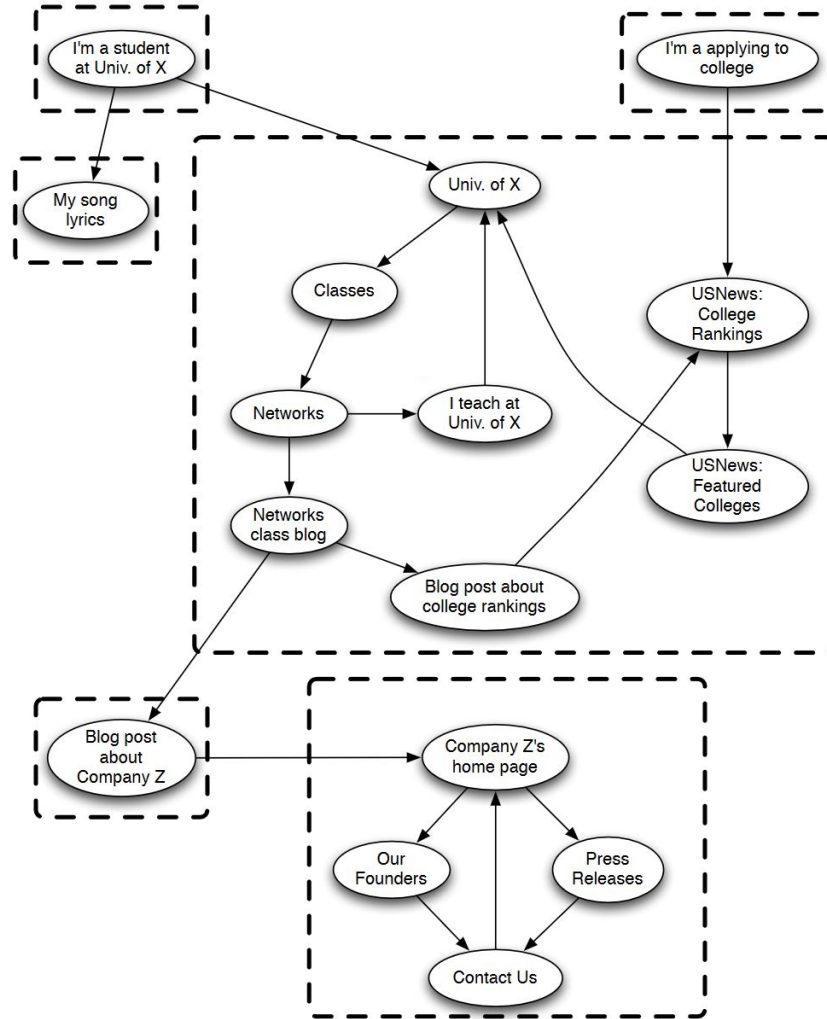 I'm a student
at Univ. of X
I'm a applying to
college
My song
lyrics
Univ. of X
Classes
USNews:
College
Rankings
Networks
I teach at
Univ. of X
USNews:
Featured
Colleges
Networks
class blog
Blog post about
college rankings
Blog post
about
Company Z
Company Z's
home page
Our
Founders
Press
Releases
Contact Us